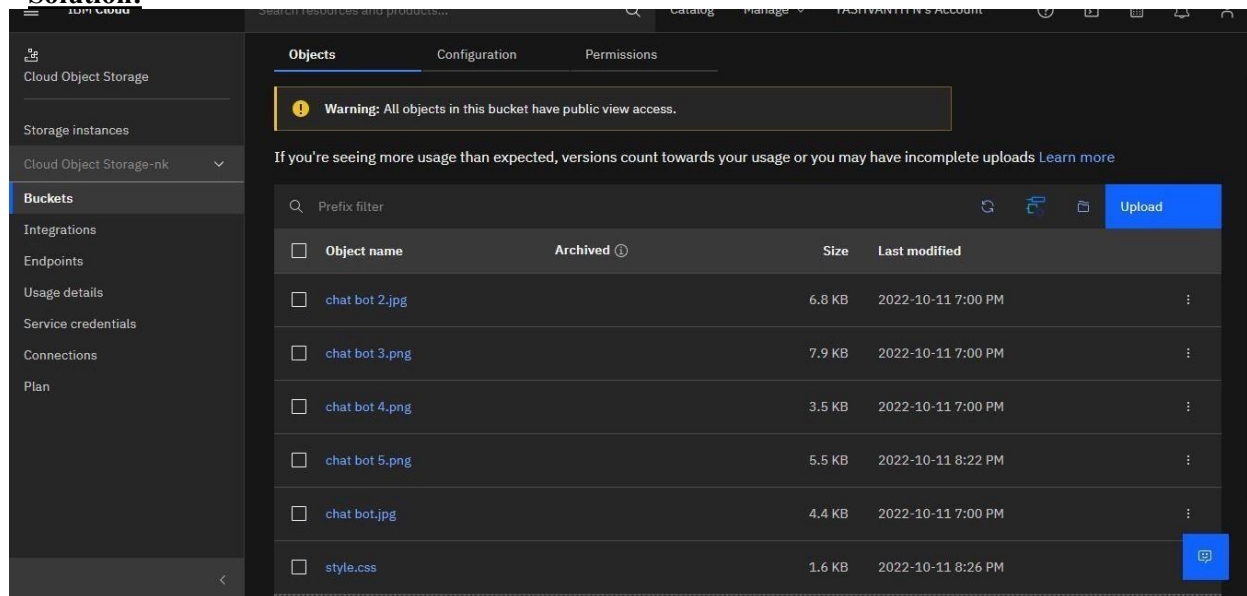 Solution:
IBM Cloud
Search resources and products...
Catalog
Manage
Account
Cloud Object Storage
Storage instances
Cloud Object Storage-nk
Buckets
Integrations
Endpoints
Usage details
Service credentials
Connections
Plan
Objects Configuration Permissions
Warning: All objects in this bucket have public view access.
If you're seeing more usage than expected, versions count towards your usage or you may have incomplete uploads Learn more
Prefix filter
Upload
Object name Archived Size Last modified
chat bot 2.jpg 6.8 KB 2022-10-11 7:00 PM
chat bot 3.png 7.9 KB 2022-10-11 7:00 PM
chat bot 4.png 3.5 KB 2022-10-11 7:00 PM
chat bot 5.png 5.5 KB 2022-10-11 8:22 PM
chat bot.jpg 4.4 KB 2022-10-11 7:00 PM
style.css 1.6 KB 2022-10-11 8:26 PM